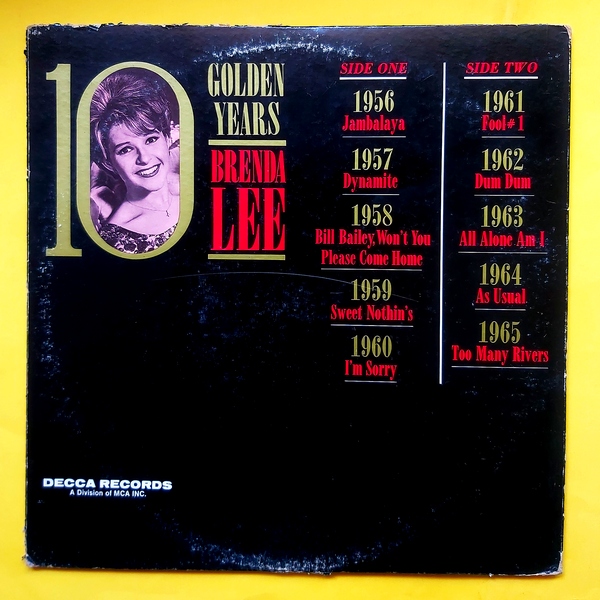 10
GOLDEN
YEARS
BRENDA
LEE
SIDE ONE
1956
Jambalaya
1957
Dynamite
1958
Bill Bailey, Won't You
Please Come Home
1959
Sweet Nothin's
1960
I'm Sorry
SIDE TWO
1961
Fool #1
1962
Dum Dum
1963
All Alone Am I
1964
As Usual
1965
Too Many Rivers
DECCA RECORDS
A Division of MCA INC.